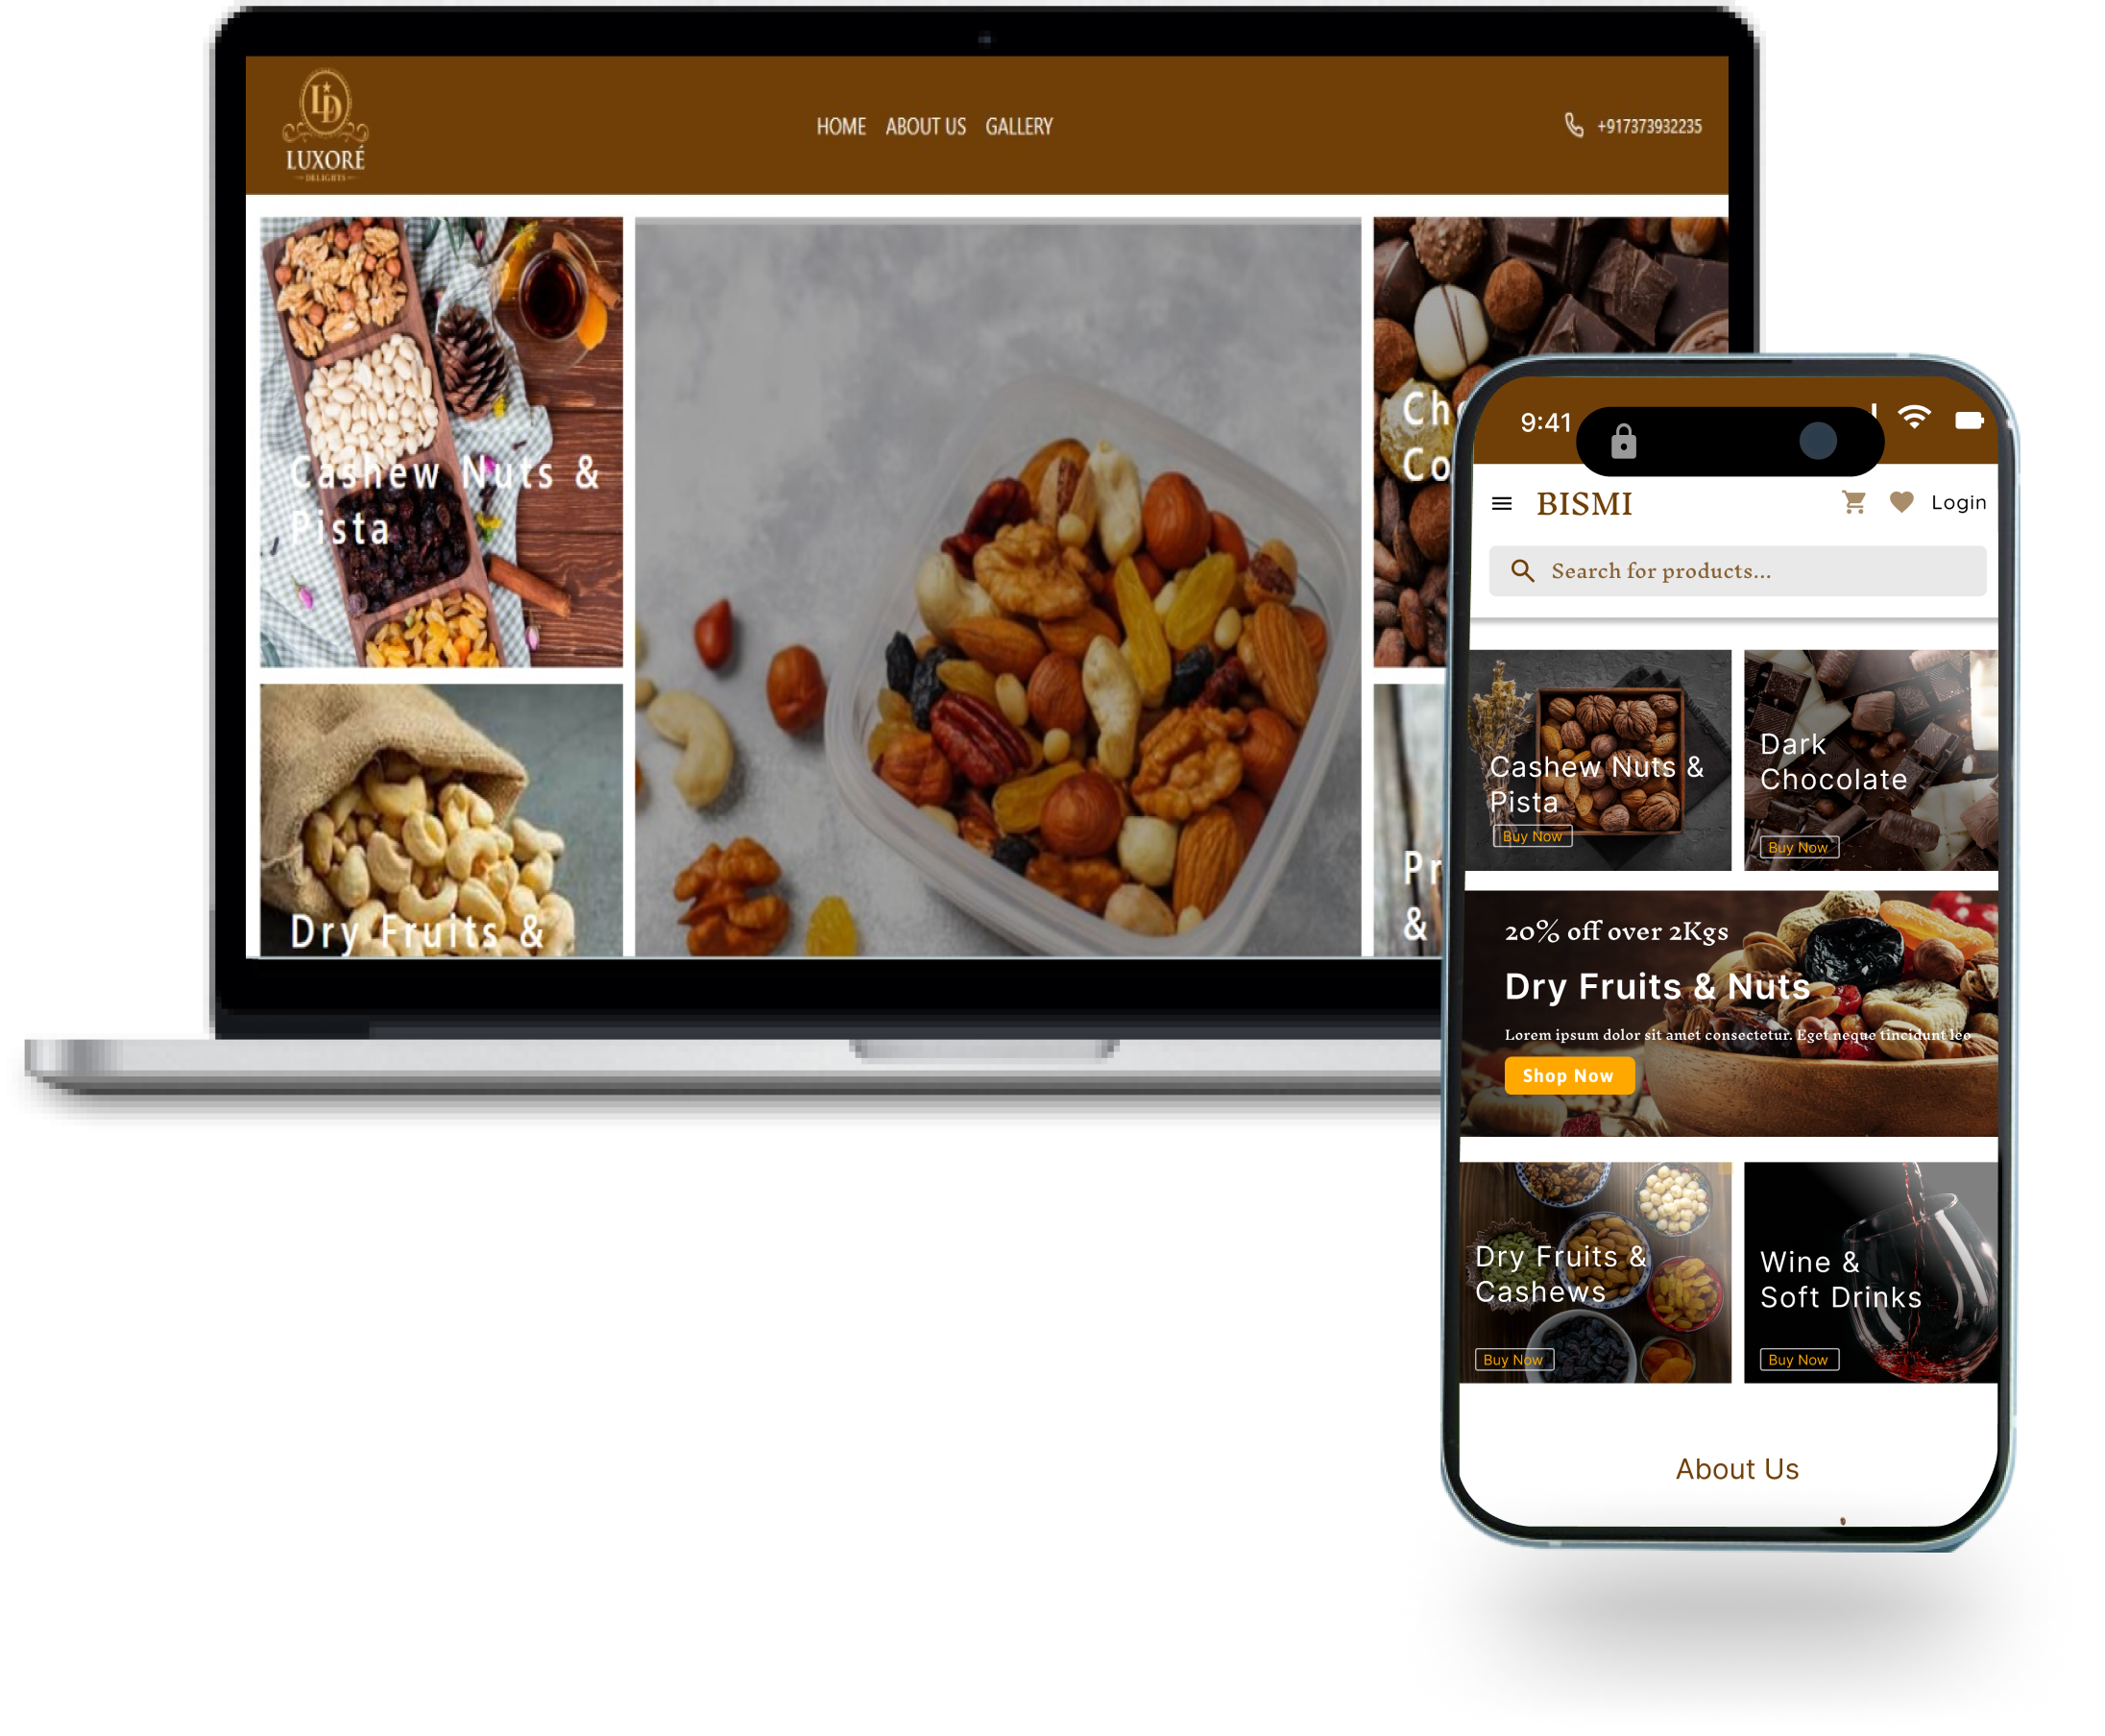 LD
LUXORÉ
DELIGHTS
HOME ABOUT US GALLERY
+917373932235
Cashew Nuts &
Pista
Dry Fruits &
Ch
Co
Pr
&
9:41
BISMI
Login
Search for products...
Cashew Nuts &
Pista
Buy Now
Dark
Chocolate
Buy Now
20% off over 2Kgs
Dry Fruits & Nuts
Lorem ipsum dolor sit amet consectetur. Eget neque tincidunt leo
Shop Now
Dry Fruits &
Cashews
Buy Now
Wine &
Soft Drinks
Buy Now
About Us